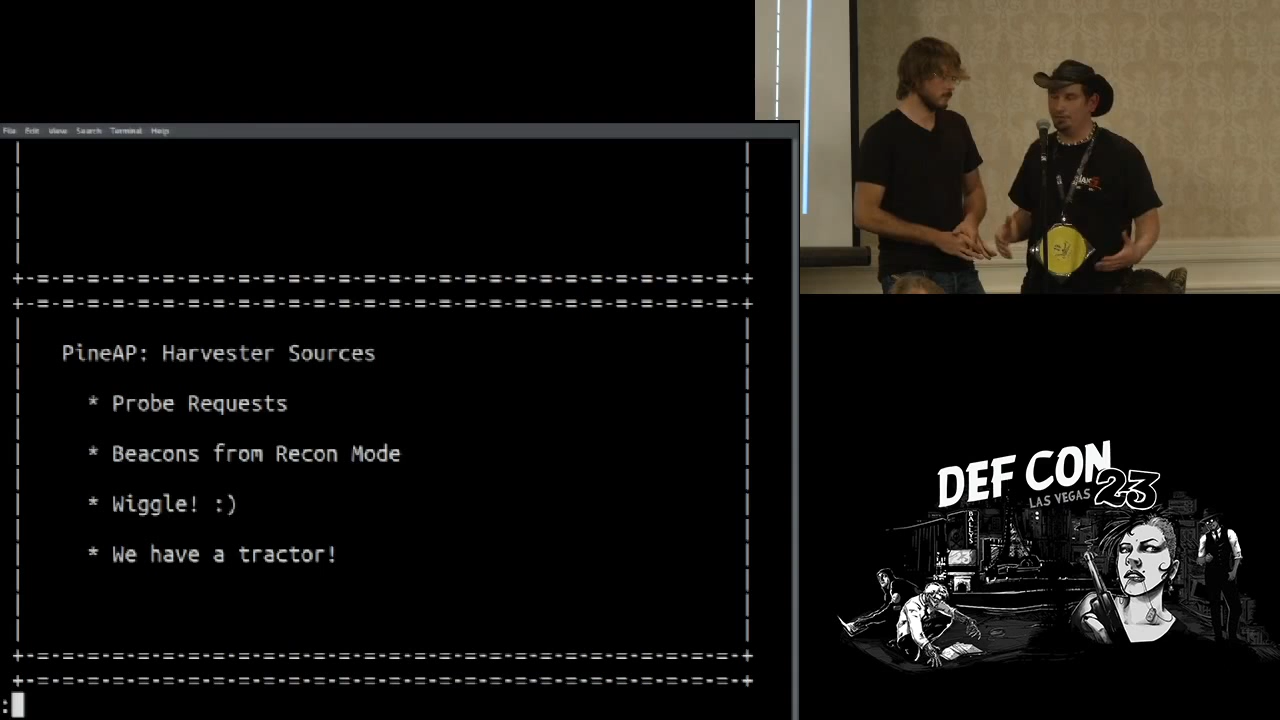 File Edit View Search Terminal Help
PineAP: Harvester Sources
* Probe Requests
* Beacons from Recon Mode
* Wiggle! :)
* We have a tractor!
:
DEF CON
LAS VEGAS 23
BALLYS